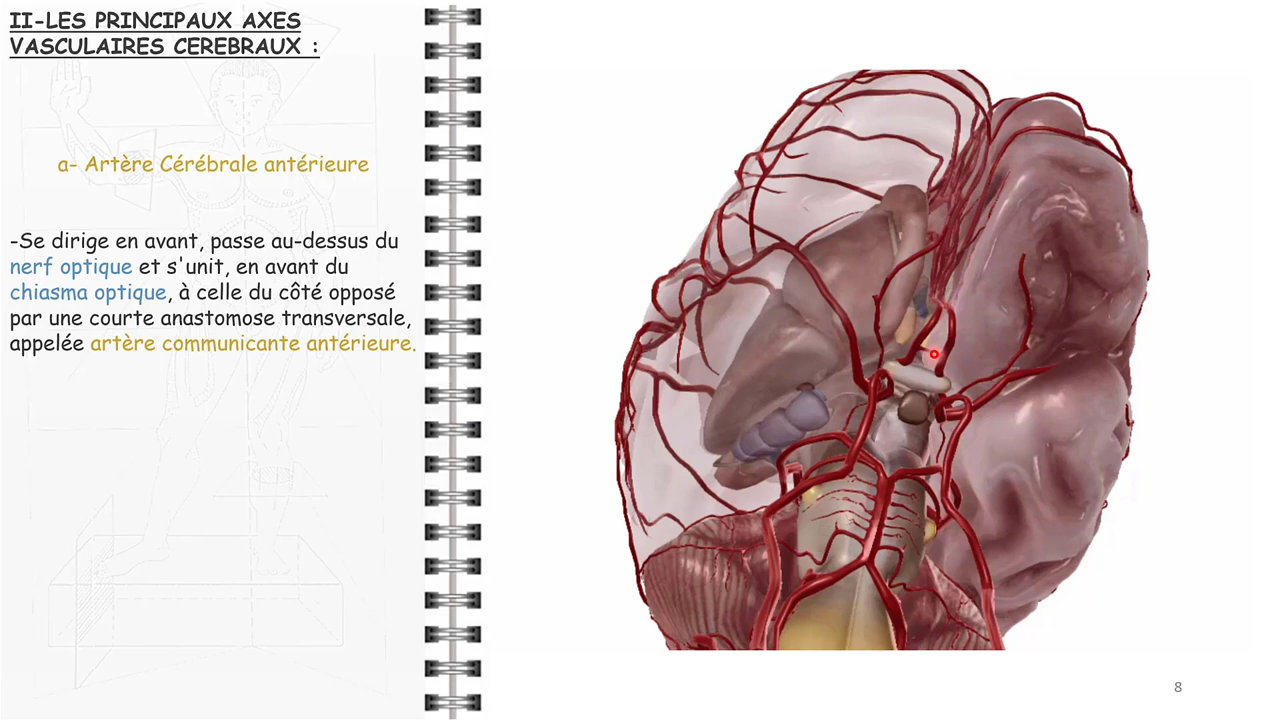 II-LES PRINCIPAUX AXES
VASCULAIRES CEREBRAUX :
a- Artère Cérébrale antérieure
-Se dirige en avant, passe au-dessus du
nerf optique et s'unit, en avant du
chiasma optique, à celle du côté opposé
par une courte anastomose transversale,
appelée artère communicante antérieure.
8